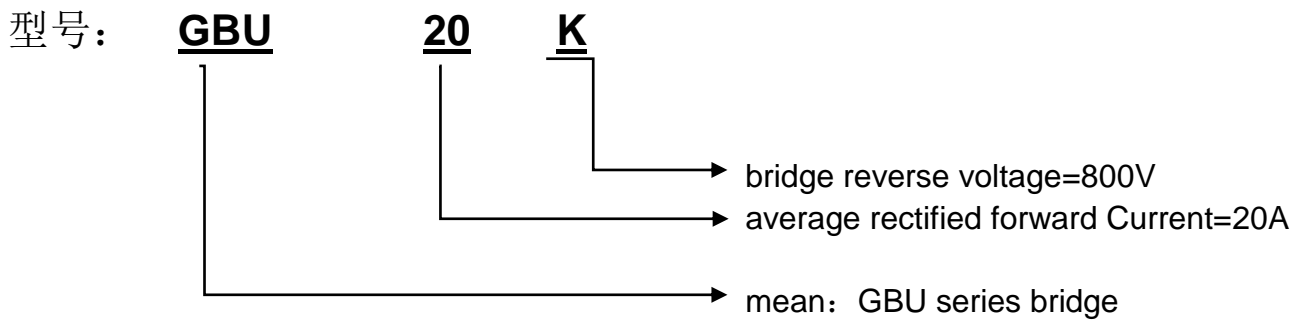 型号： GBU 20 K
bridge reverse voltage=800V
average rectified forward Current=20A
mean：GBU series bridge